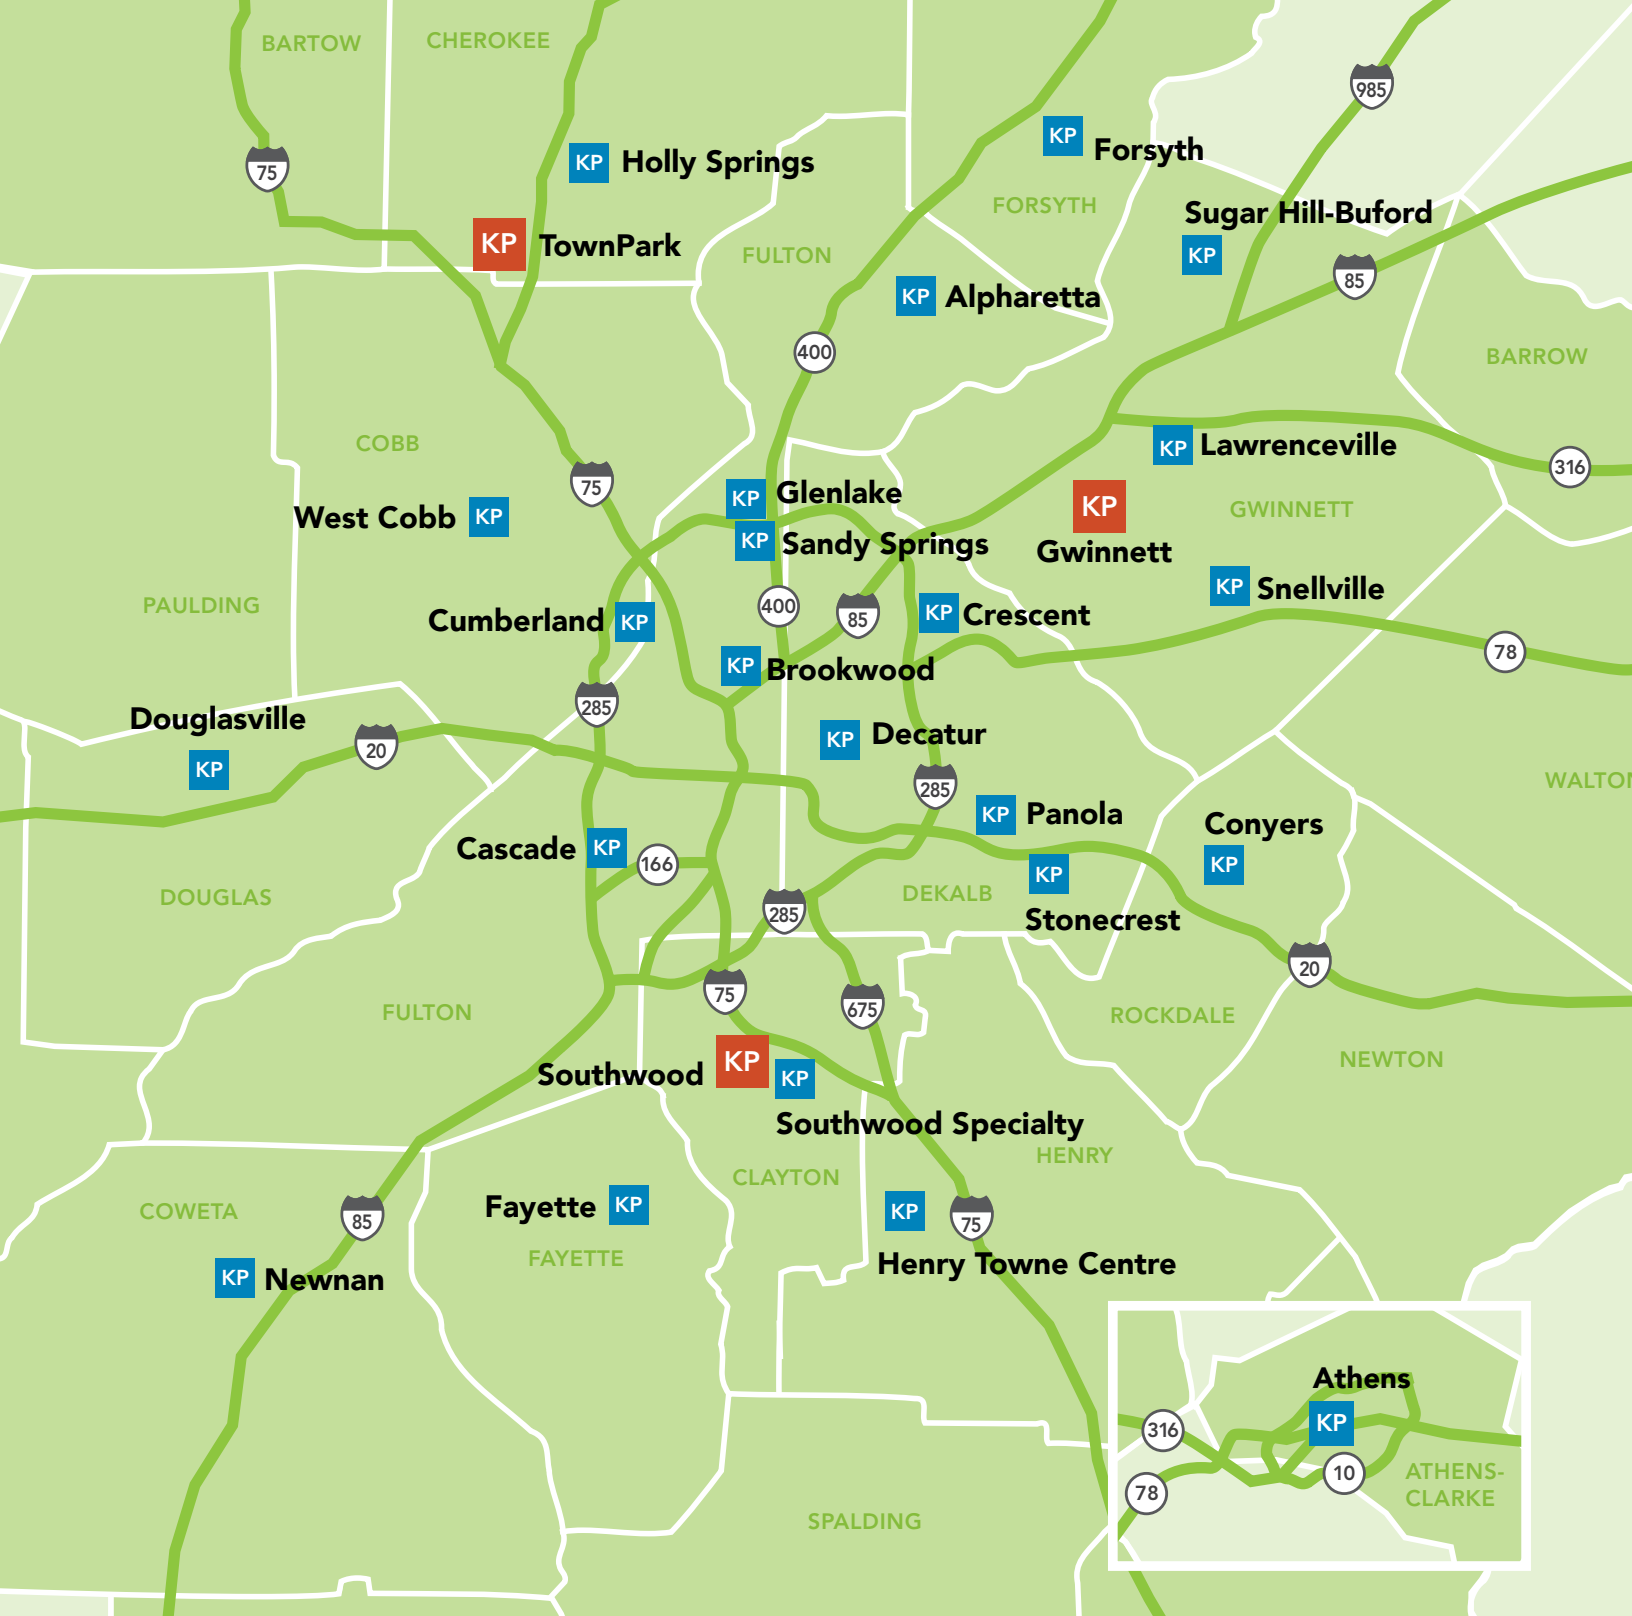 BARTOW
CHEROKEE
985
KP Forsyth
KP Holly Springs
75
FORSYTH
Sugar Hill-Buford
KP
KP TownPark
FULTON
85
KP Alpharetta
400
BARROW
COBB
KP Lawrenceville
316
75
KP Glenlake
KP
Gwinnett
GWINNETT
West Cobb KP
KP Sandy Springs
KP Snellville
PAULDING
400
85
KP Crescent
Cumberland KP
78
KP Brookwood
285
Douglasville
KP
20
KP Decatur
WALTON
285
KP Panola
Conyers
KP
Cascade KP
166
KP
Stonecrest
DOUGLAS
DEKALB
285
20
75
675
FULTON
ROCKDALE
NEWTON
Southwood KP
KP
Southwood Specialty
HENRY
CLAYTON
COWETA
85
Fayette KP
FAYETTE
KP
Henry Towne Centre
75
KP Newnan
Athens
KP
316
10
78
ATHENS-
CLARKE
SPALDING